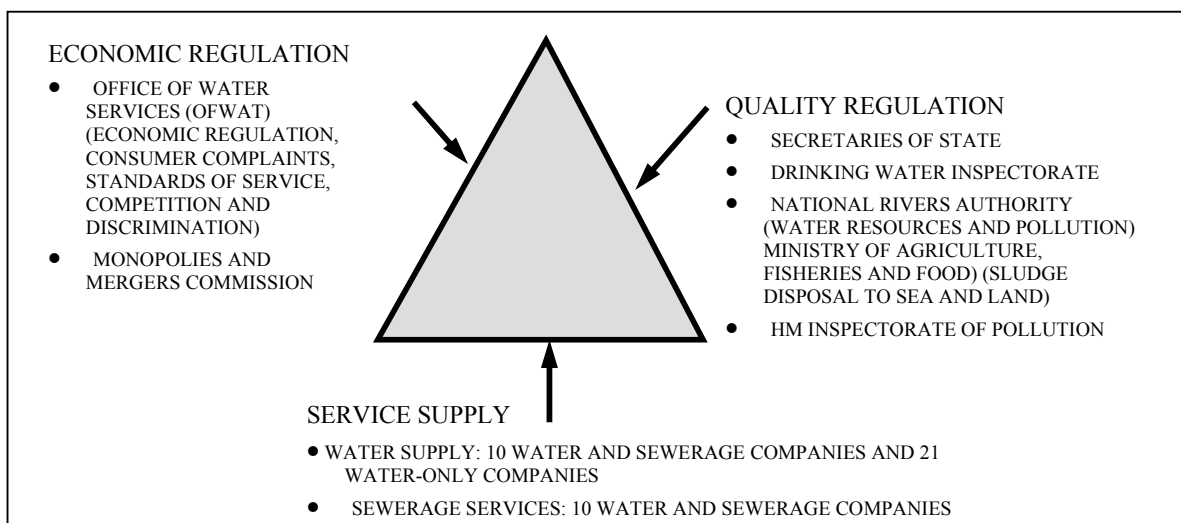 ECONOMIC REGULATION
● OFFICE OF WATER
SERVICES (OFWAT)
(ECONOMIC REGULATION,
CONSUMER COMPLAINTS,
STANDARDS OF SERVICE,
COMPETITION AND
DISCRIMINATION)
● MONOPOLIES AND
MERGERS COMMISSION
QUALITY REGULATION
● SECRETARIES OF STATE
● DRINKING WATER INSPECTORATE
● NATIONAL RIVERS AUTHORITY
(WATER RESOURCES AND POLLUTION)
MINISTRY OF AGRICULTURE,
FISHERIES AND FOOD) (SLUDGE
DISPOSAL TO SEA AND LAND)
● HM INSPECTORATE OF POLLUTION
SERVICE SUPPLY
● WATER SUPPLY: 10 WATER AND SEWERAGE COMPANIES AND 21
WATER-ONLY COMPANIES
● SEWERAGE SERVICES: 10 WATER AND SEWERAGE COMPANIES